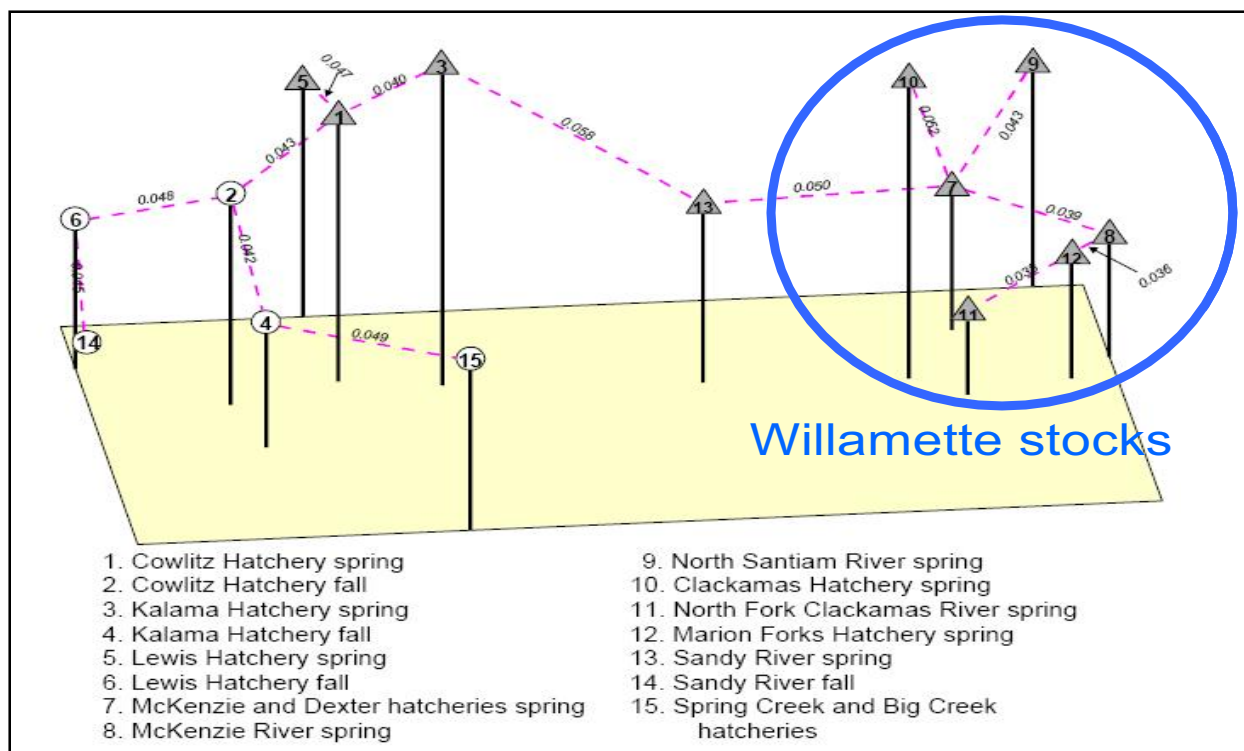 5
0.047
0.040
3
10
9
1
0.043
0.058
0.052
0.043
0.048
2
6
13
0.050
7
0.039
8
0.042
12
0.036
0.045
4
11
14
0.049
15
Willamette stocks
1. Cowlitz Hatchery spring
2. Cowlitz Hatchery fall
3. Kalama Hatchery spring
4. Kalama Hatchery fall
5. Lewis Hatchery spring
6. Lewis Hatchery fall
7. McKenzie and Dexter hatcheries spring
8. McKenzie River spring
9. North Santiam River spring
10. Clackamas Hatchery spring
11. North Fork Clackamas River spring
12. Marion Forks Hatchery spring
13. Sandy River spring
14. Sandy River fall
15. Spring Creek and Big Creek
hatcheries